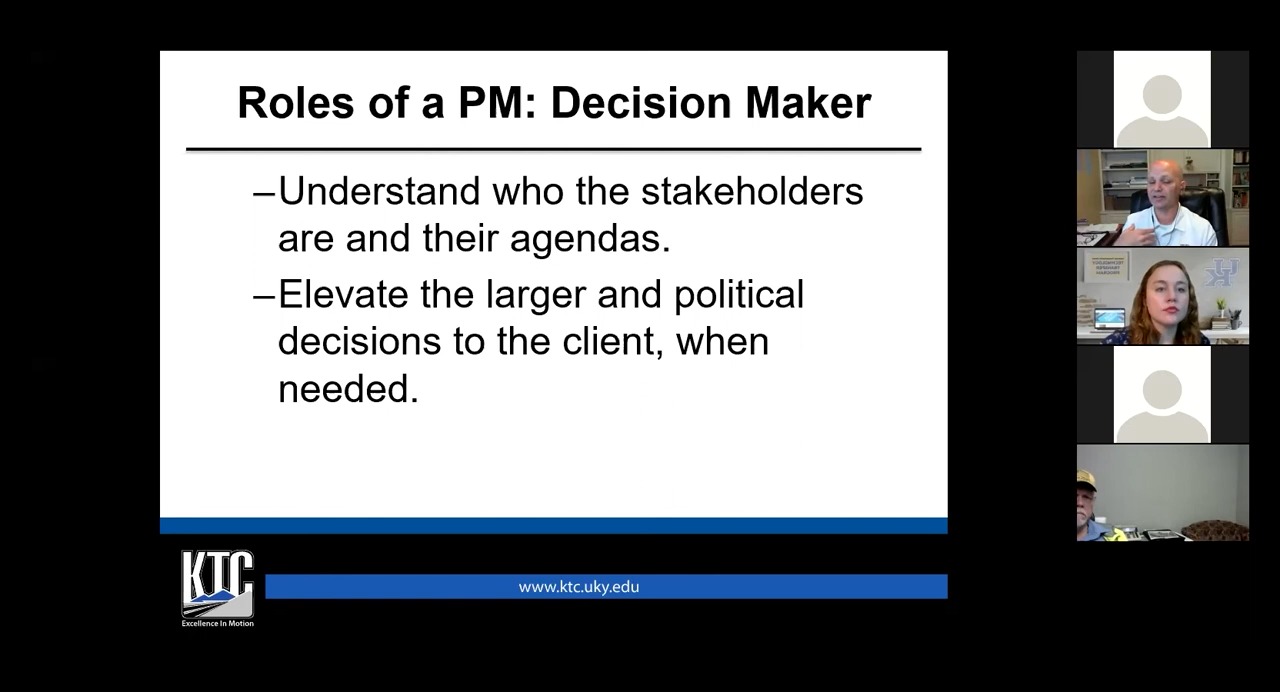 Roles of a PM: Decision Maker
–Understand who the stakeholders
are and their agendas.
–Elevate the larger and political
decisions to the client, when
needed.
KTC
Excellence In Motion
www.ktc.uky.edu
UK